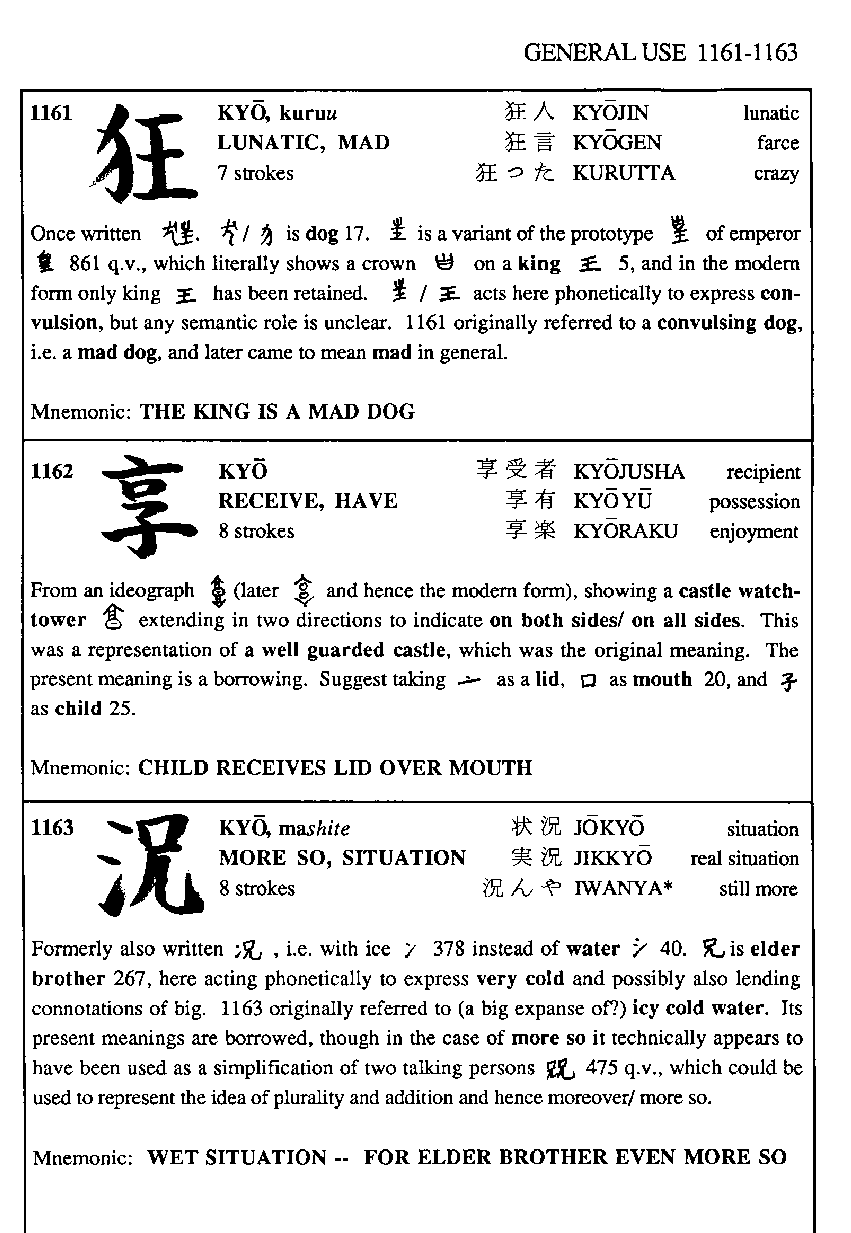 GENERAL USE 1161-1163
1161 狂 KYŌ, kuruu 狂人 KYŌJIN lunatic
LUNATIC, MAD 狂言 KYŌGEN farce
7 strokes 狂った KURUTTA crazy
Once written . / 犭 is dog 17. is a variant of the prototype of emperor
皇 861 q.v., which literally shows a crown on a king 王 5, and in the modern
form only king 王 has been retained. / 王 acts here phonetically to express con-
vulsion, but any semantic role is unclear. 1161 originally referred to a convulsing dog,
i.e. a mad dog, and later came to mean mad in general.
Mnemonic: THE KING IS A MAD DOG
1162 享 KYŌ 享受者 KYŌJUSHA recipient
RECEIVE, HAVE 享有 KYŌYŪ possession
8 strokes 享楽 KYŌRAKU enjoyment
From an ideograph (later and hence the modern form), showing a castle watch-
tower extending in two directions to indicate on both sides/ on all sides. This
was a representation of a well guarded castle, which was the original meaning. The
present meaning is a borrowing. Suggest taking 亠 as a lid, 口 as mouth 20, and 子
as child 25.
Mnemonic: CHILD RECEIVES LID OVER MOUTH
1163 況 KYŌ, mashite 状況 JŌKYŌ situation
MORE SO, SITUATION 実況 JIKKYŌ real situation
8 strokes 況んや IWANYA* still more
Formerly also written 况 , i.e. with ice 冫 378 instead of water 氵 40. 兄 is elder
brother 267, here acting phonetically to express very cold and possibly also lending
connotations of big. 1163 originally referred to (a big expanse of?) icy cold water. Its
present meanings are borrowed, though in the case of more so it technically appears to
have been used as a simplification of two talking persons 475 q.v., which could be
used to represent the idea of plurality and addition and hence moreover/ more so.
Mnemonic: WET SITUATION -- FOR ELDER BROTHER EVEN MORE SO